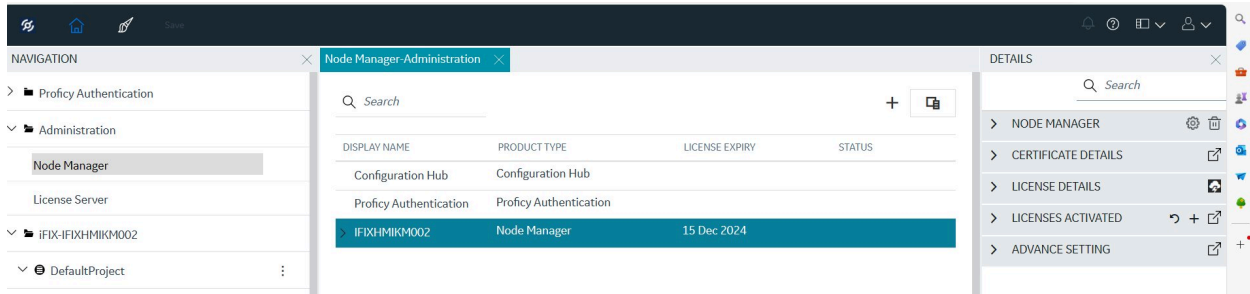 Save
NAVIGATION
Proficy Authentication
Administration
Node Manager
License Server
iFIX-IFIXHMIKM002
DefaultProject
Node Manager-Administration
Search
DISPLAY NAME PRODUCT TYPE LICENSE EXPIRY STATUS
Configuration Hub Configuration Hub
Proficy Authentication Proficy Authentication
IFIXHMIKM002 Node Manager 15 Dec 2024
DETAILS
Search
NODE MANAGER
CERTIFICATE DETAILS
LICENSE DETAILS
LICENSES ACTIVATED
ADVANCE SETTING